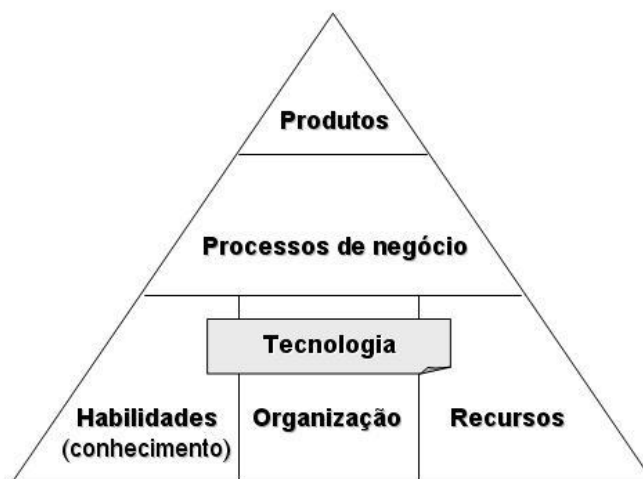 Produtos
Processos de negócio
Tecnologia
Habilidades Organização Recursos
(conhecimento)